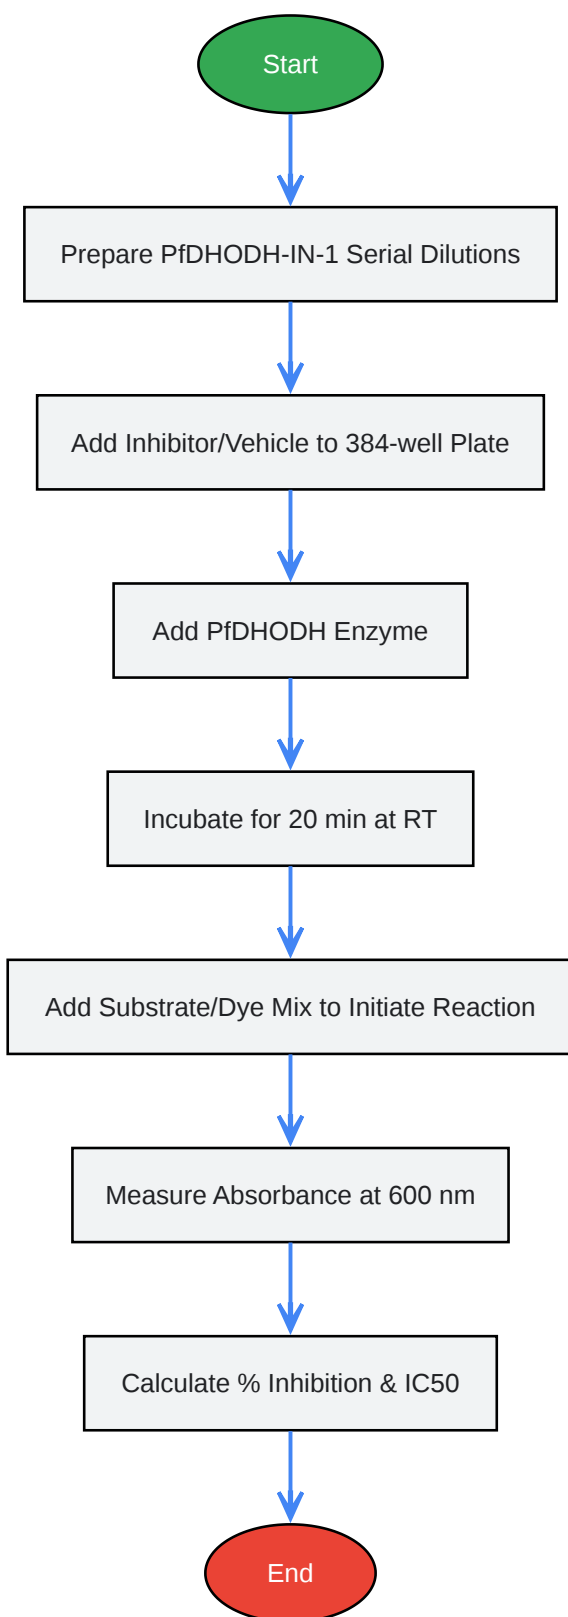 Start
Prepare PfDHODH-IN-1 Serial Dilutions
Add Inhibitor/Vehicle to 384-well Plate
Add PfDHODH Enzyme
Incubate for 20 min at RT
Add Substrate/Dye Mix to Initiate Reaction
Measure Absorbance at 600 nm
Calculate % Inhibition & IC50
End